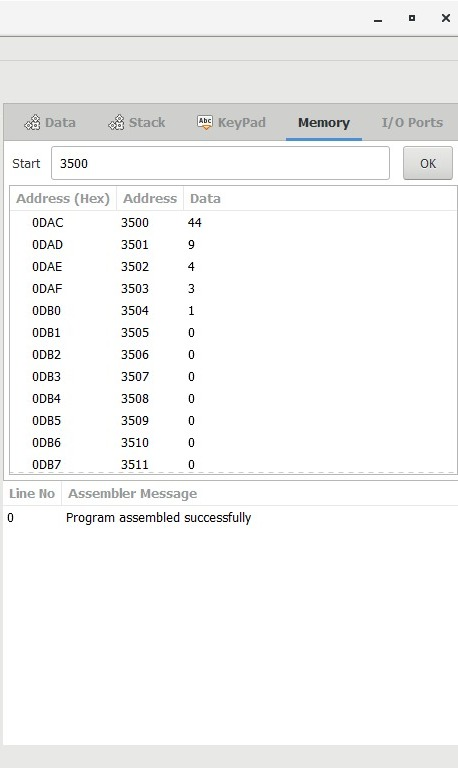 Data Stack Abc KeyPad Memory I/O Ports
Start 3500 OK
Address (Hex) Address Data
0DAC 3500 44
0DAD 3501 9
0DAE 3502 4
0DAF 3503 3
0DB0 3504 1
0DB1 3505 0
0DB2 3506 0
0DB3 3507 0
0DB4 3508 0
0DB5 3509 0
0DB6 3510 0
0DB7 3511 0
Line No Assembler Message
0 Program assembled successfully